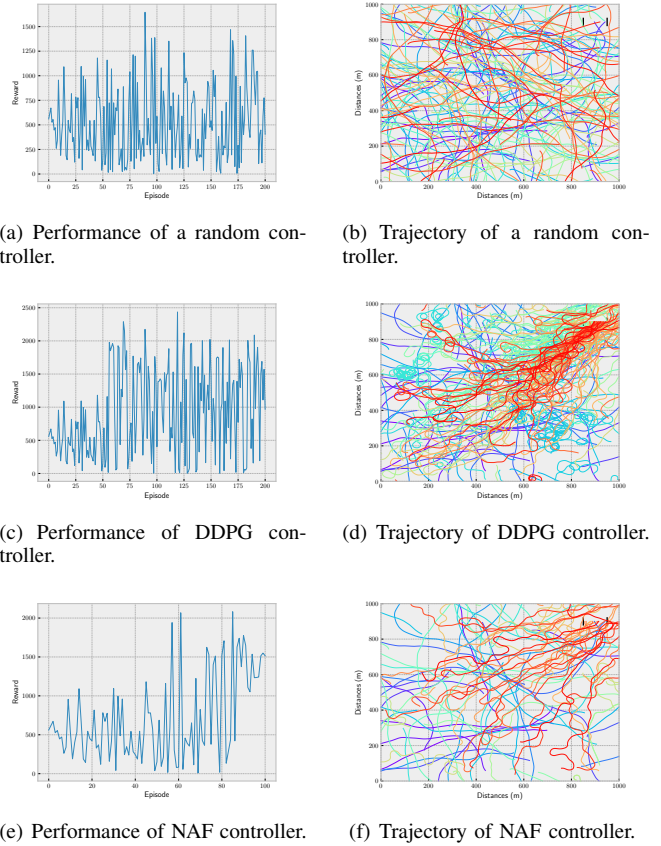 1500
1250
1000
750
500
250
0
Reward
0 25 50 75 100 125 150 175 200
Episode
1000
800
600
400
200
0
Distances (m)
0 200 400 600 800 1000
Distances (m)
(a) Performance of a random con-
troller.
(b) Trajectory of a random con-
troller.
2500
2000
1500
1000
500
0
Reward
0 25 50 75 100 125 150 175 200
Episode
1000
800
600
400
200
0
Distances (m)
0 200 400 600 800 1000
Distances (m)
(c) Performance of DDPG con-
troller.
(d) Trajectory of DDPG controller.
2000
1500
1000
500
0
Reward
0 20 40 60 80 100
Episode
1000
800
600
400
200
0
Distances (m)
0 200 400 600 800 1000
Distances (m)
(e) Performance of NAF controller.
(f) Trajectory of NAF controller.